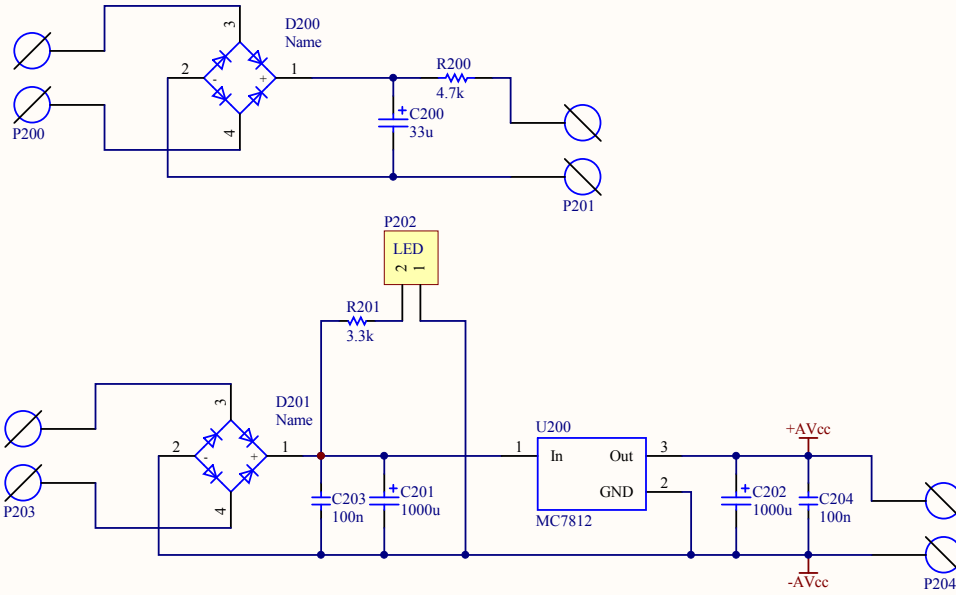 D200
Name
3
2
-
+
1
4
R200
4.7k
+
C200
33u
P200
P201
P202
LED
2
1
R201
3.3k
D201
Name
3
2
-
+
1
4
P203
C203
100n
+
C201
1000u
U200
1
In
Out
3
GND
2
MC7812
+AVcc
+
C202
1000u
C204
100n
-AVcc
P204